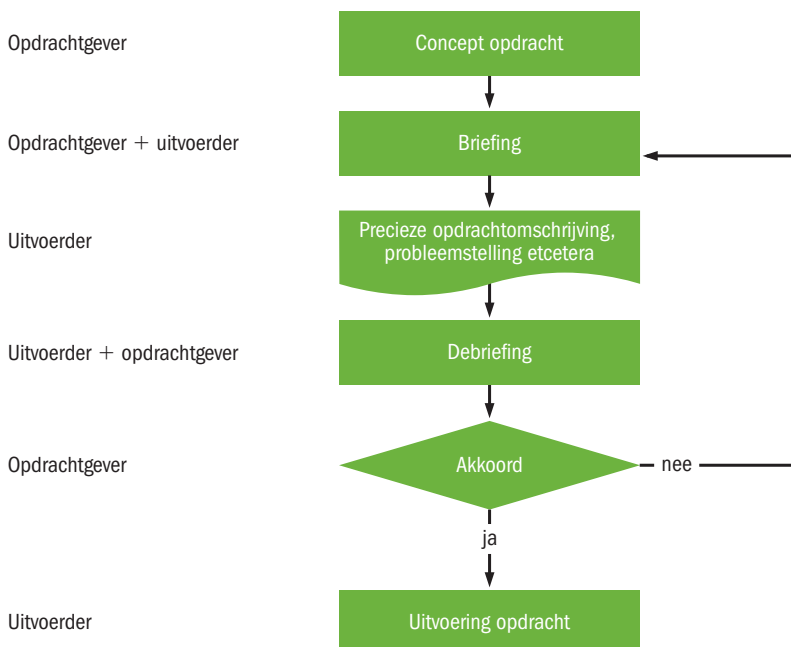 Opdrachtgever
Concept opdracht
Opdrachtgever + uitvoerder
Briefing
Uitvoerder
Precieze opdrachtomschrijving,
probleemstelling etcetera
Uitvoerder + opdrachtgever
Debriefing
Opdrachtgever
Akkoord
nee
ja
Uitvoerder
Uitvoering opdracht